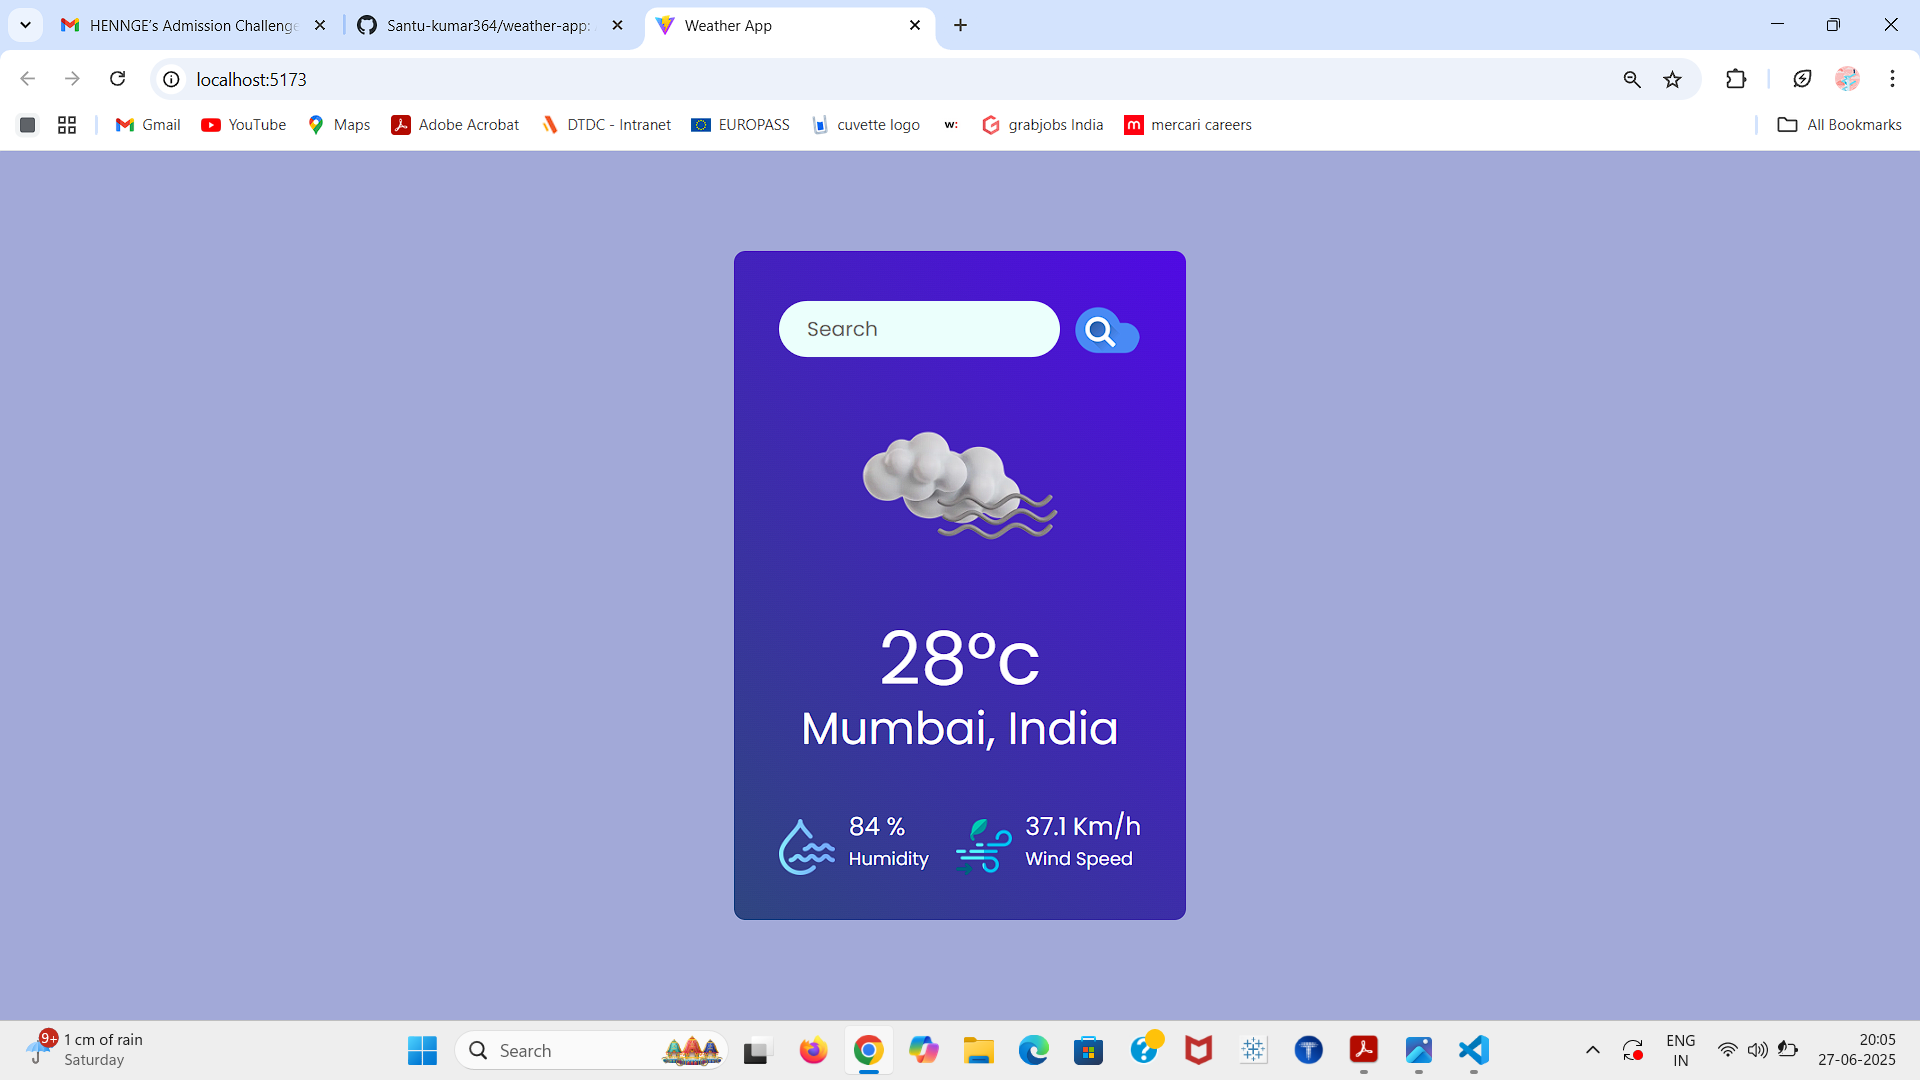 HENNGE's Admission Challenge
Santu-kumar364/weather-app:
Weather App
localhost:5173
Gmail
YouTube
Maps
Adobe Acrobat
DTDC - Intranet
EUROPASS
cuvette logo
w:
grabjobs India
mercari careers
All Bookmarks
Search
28°c
Mumbai, India
84 %
Humidity
37.1 Km/h
Wind Speed
9+
1 cm of rain
Saturday
Search
ENG
IN
20:05
27-06-2025